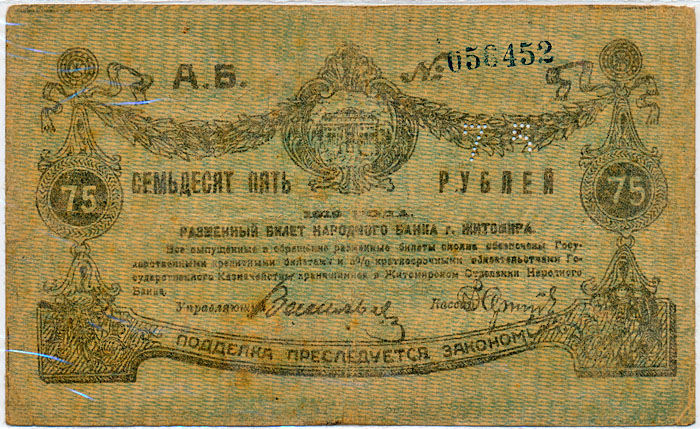 А.Б. № 056452
75
75 СЕМЬДЕСЯТ ПЯТЬ РУБЛЕЙ 75
1919 года.
РАЗМЕННЫЙ БИЛЕТ НАРОДНОГО БАНКА г. ЖИТОМИРА.
Все выпущенные в обращение разменные билеты сполна обеспечены Госу-
дарственными кредитными билетами и 5% краткосрочными обязательствами Го-
сударственного Казначейства хранящимися в Житомирском Отделении Народного
Банка.
Управляющий Кассир
ПОДДЕЛКА ПРЕСЛЕДУЕТСЯ ЗАКОНОМ